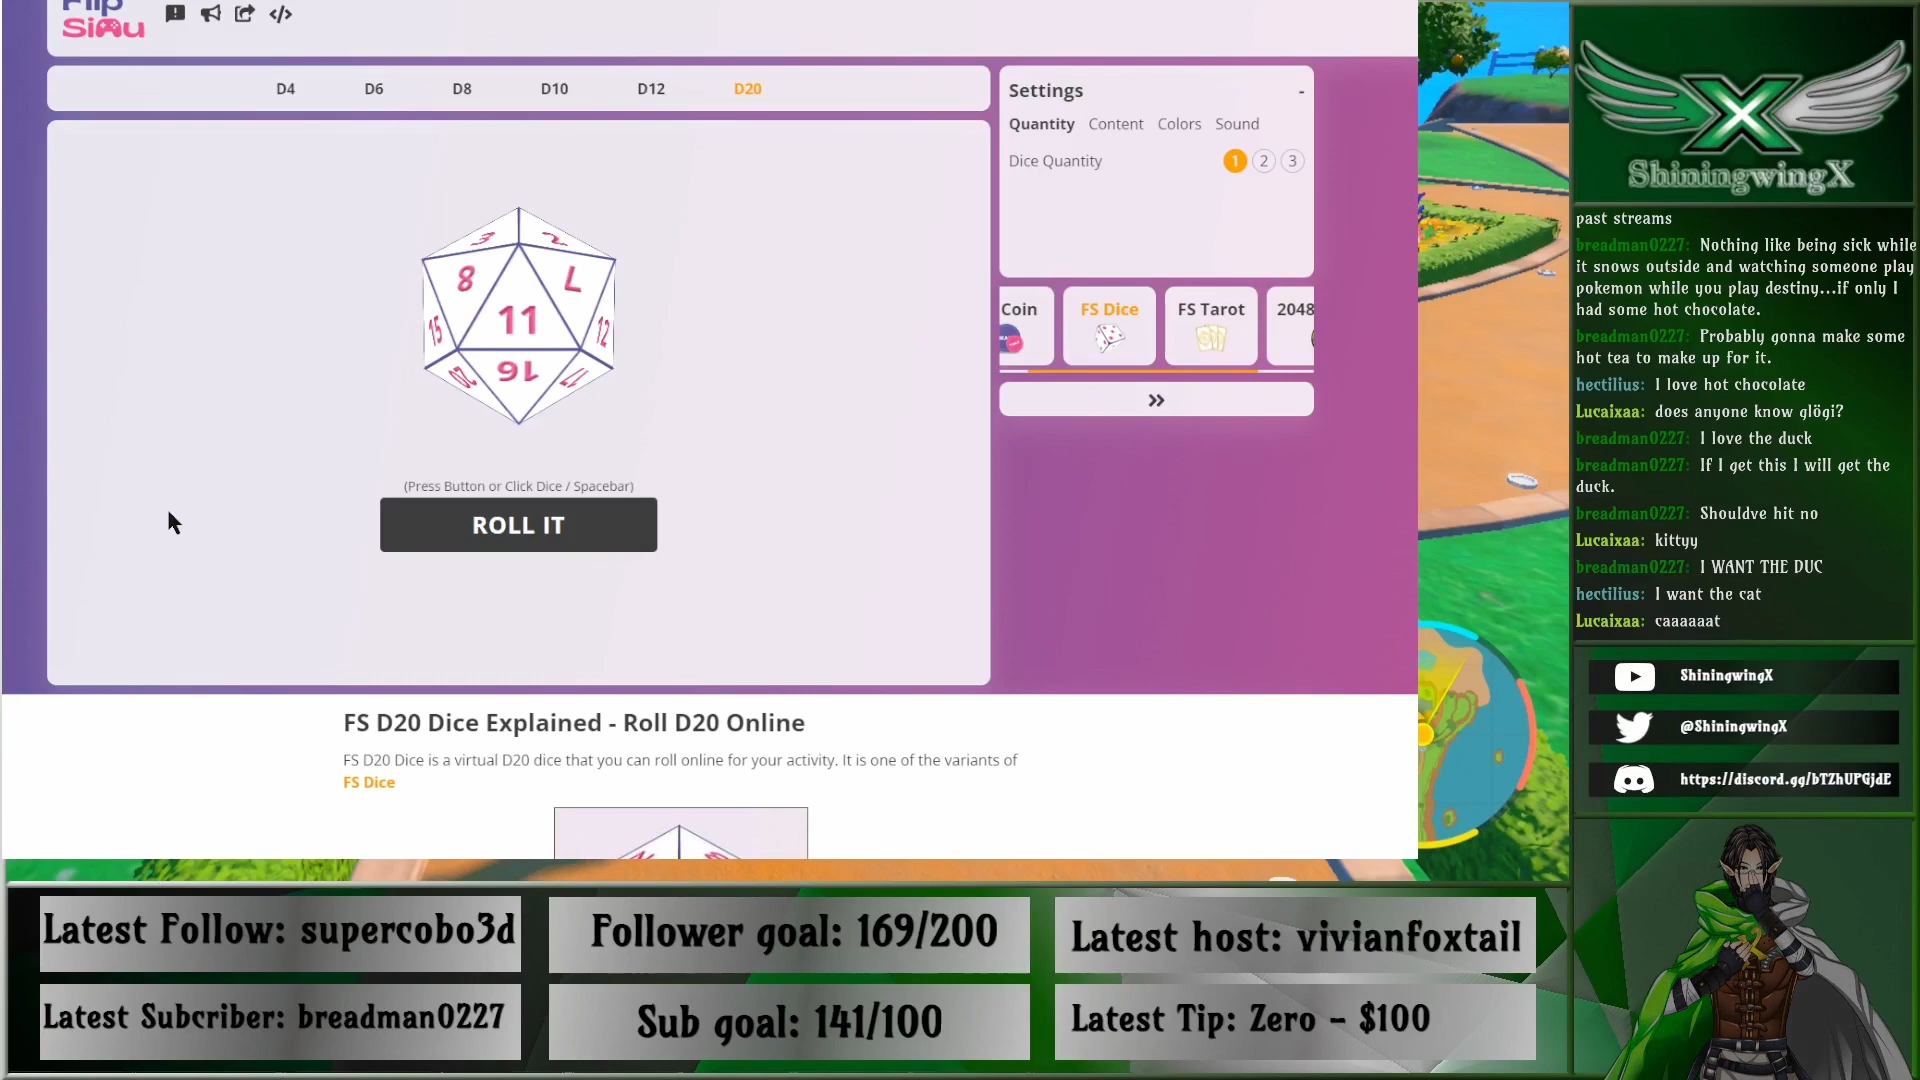 Flip
SiMu
D4 D6 D8 D10 D12 D20
3 2
8 7
11
15 12
16
20 17
(Press Button or Click Dice / Spacebar)
ROLL IT
Settings -
Quantity Content Colors Sound
Dice Quantity 1 2 3
Coin FS Dice FS Tarot 2048
»
FS D20 Dice Explained - Roll D20 Online
FS D20 Dice is a virtual D20 dice that you can roll online for your activity. It is one of the variants of
FS Dice
X
ShiningwingX
past streams
breadman0227: Nothing like being sick while
it snows outside and watching someone play
pokemon while you play destiny...if only I
had some hot chocolate.
breadman0227: Probably gonna make some
hot tea to make up for it.
hectilius: I love hot chocolate
Lucaixaa: does anyone know glögi?
breadman0227: I love the duck
breadman0227: If I get this I will get the
duck.
breadman0227: Shouldve hit no
Lucaixaa: kittyy
breadman0227: I WANT THE DUC
hectilius: I want the cat
Lucaixaa: caaaaaat
ShiningwingX
@ShiningwingX
https://discord.gg/bTZhUPGjdE
Latest Follow: supercobo3d
Follower goal: 169/200
Latest host: vivianfoxtail
Latest Subcriber: breadman0227
Sub goal: 141/100
Latest Tip: Zero - $100